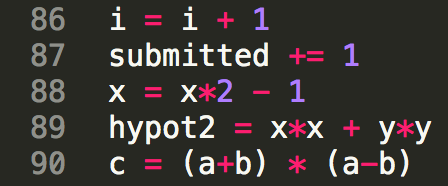 86 i = i + 1
87 submitted += 1
88 x = x*2 - 1
89 hypot2 = x*x + y*y
90 c = (a+b) * (a-b)